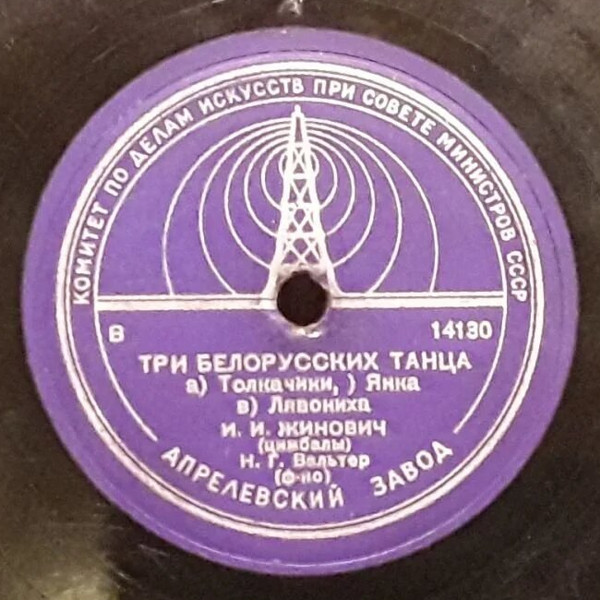 КОМИТЕТ ПО ДЕЛАМ ИСКУССТВ ПРИ СОВЕТЕ МИНИСТРОВ СССР
В 14130
ТРИ БЕЛОРУССКИХ ТАНЦА
а) Толкачики, ) Янка
в) Лявониха
И. И. ЖИНОВИЧ
(цимбалы)
Н. Г. Вальтер
(ф-но)
АПРЕЛЕВСКИЙ ЗАВОД